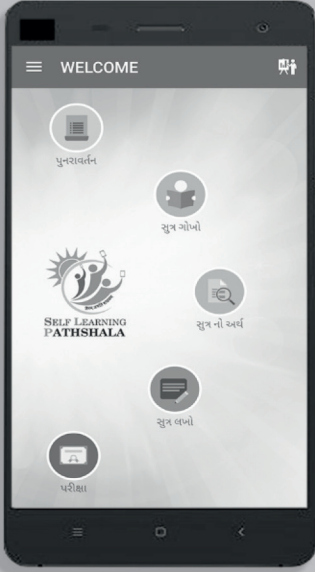 WELCOME
પુનરાવર્તન
સુત્ર ગોખો
સુત્ર નો અર્થ
SELF LEARNING
PATHSHALA
સુત્ર લખો
પરીક્ષા